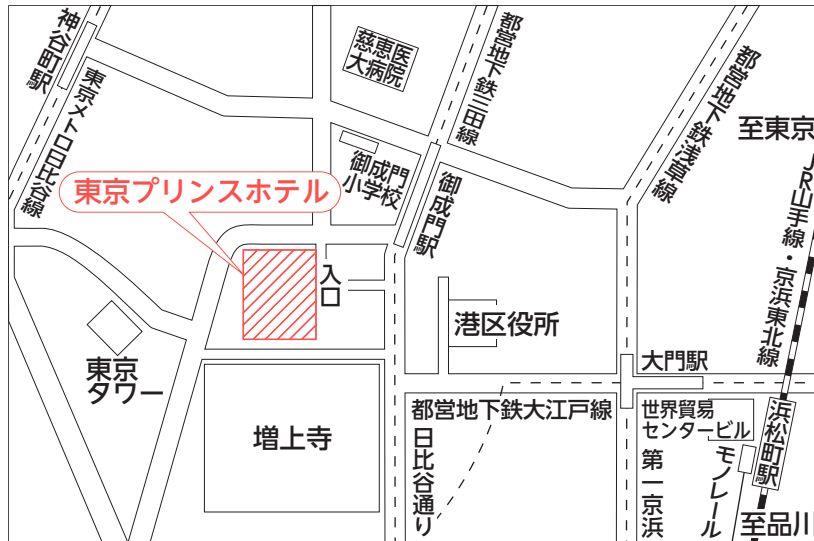 神谷町駅
東京メトロ日比谷線
慈恵医
大病院
都営地下鉄三田線
都営地下鉄浅草線
至東京
JR山手線・京浜東北線
御成門
小学校
御成門駅
東京プリンスホテル
入口
港区役所
東京
タワー
大門駅
都営地下鉄大江戸線
世界貿易
センタービル
浜松町駅
増上寺
日比谷通り
第一京浜
モノレール
至品川